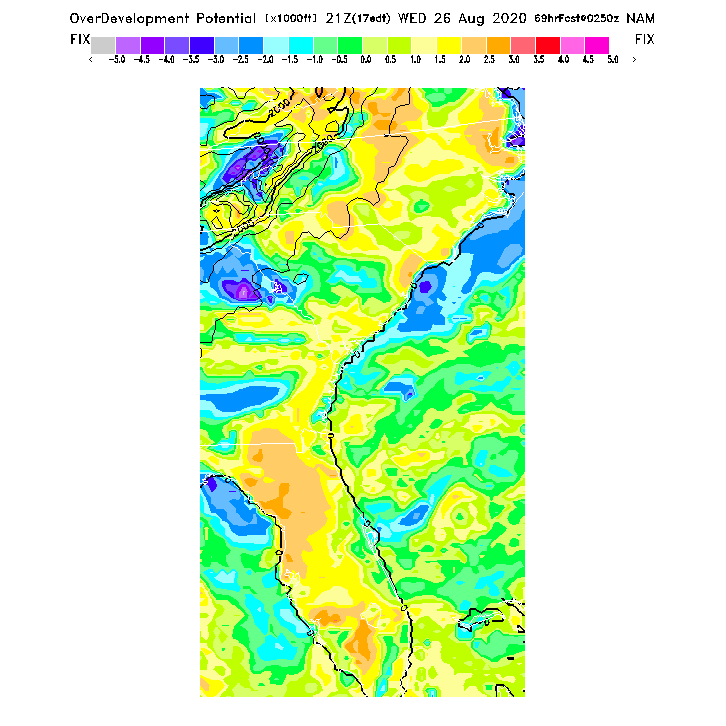 OverDevelopment Potential [x1000ft] 21Z(17edt) WED 26 Aug 2020 69hrFcst@0250z NAM
FIX FIX
< -5.0 -4.5 -4.0 -3.5 -3.0 -2.5 -2.0 -1.5 -1.0 -0.5 0.0 0.5 1.0 1.5 2.0 2.5 3.0 3.5 4.0 4.5 5.0 >
2000
2000